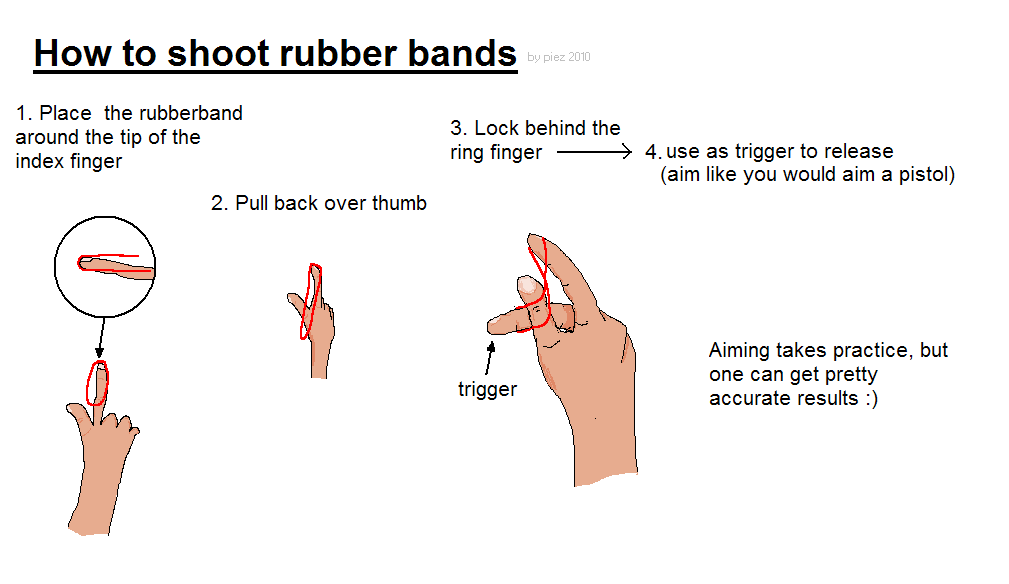 How to shoot rubber bands
by piez 2010
1. Place  the rubberband
around the tip of the
index finger
2. Pull back over thumb
3. Lock behind the
ring finger
4. use as trigger to release
(aim like you would aim a pistol)
trigger
Aiming takes practice, but
one can get pretty
accurate results :)